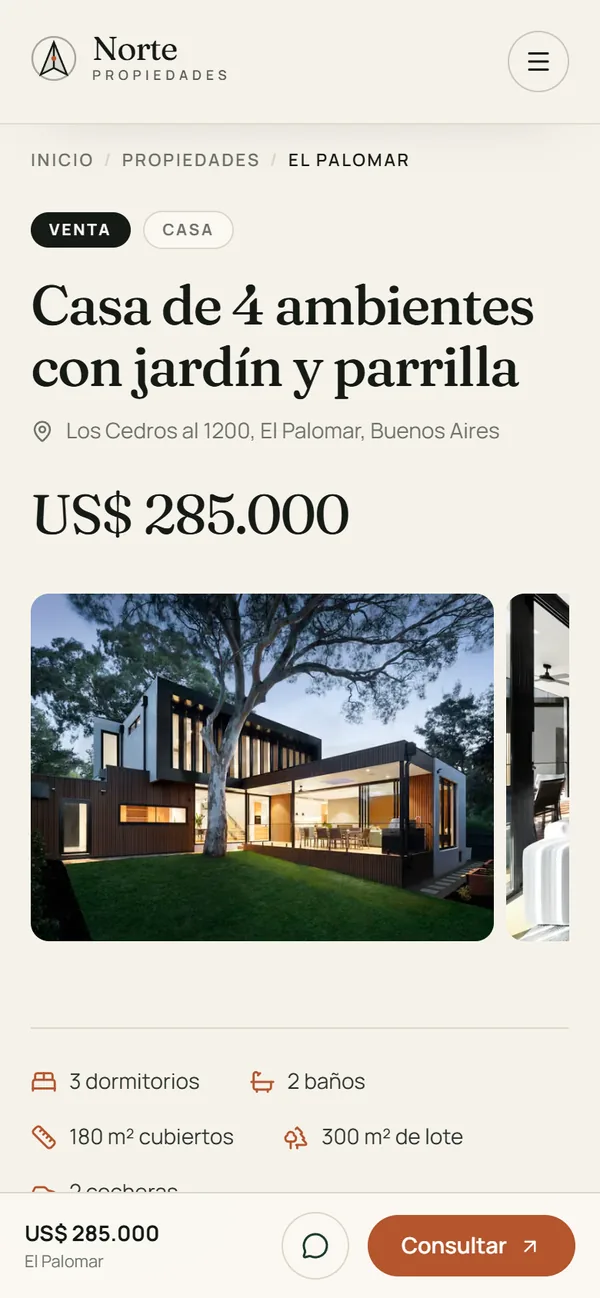 Norte
PROPIEDADES
INICIO / PROPIEDADES / EL PALOMAR
VENTA CASA
Casa de 4 ambientes
con jardín y parrilla
Los Cedros al 1200, El Palomar, Buenos Aires
US$ 285.000
3 dormitorios 2 baños
180 m² cubiertos 300 m² de lote
2 cocheras
US$ 285.000
El Palomar
Consultar